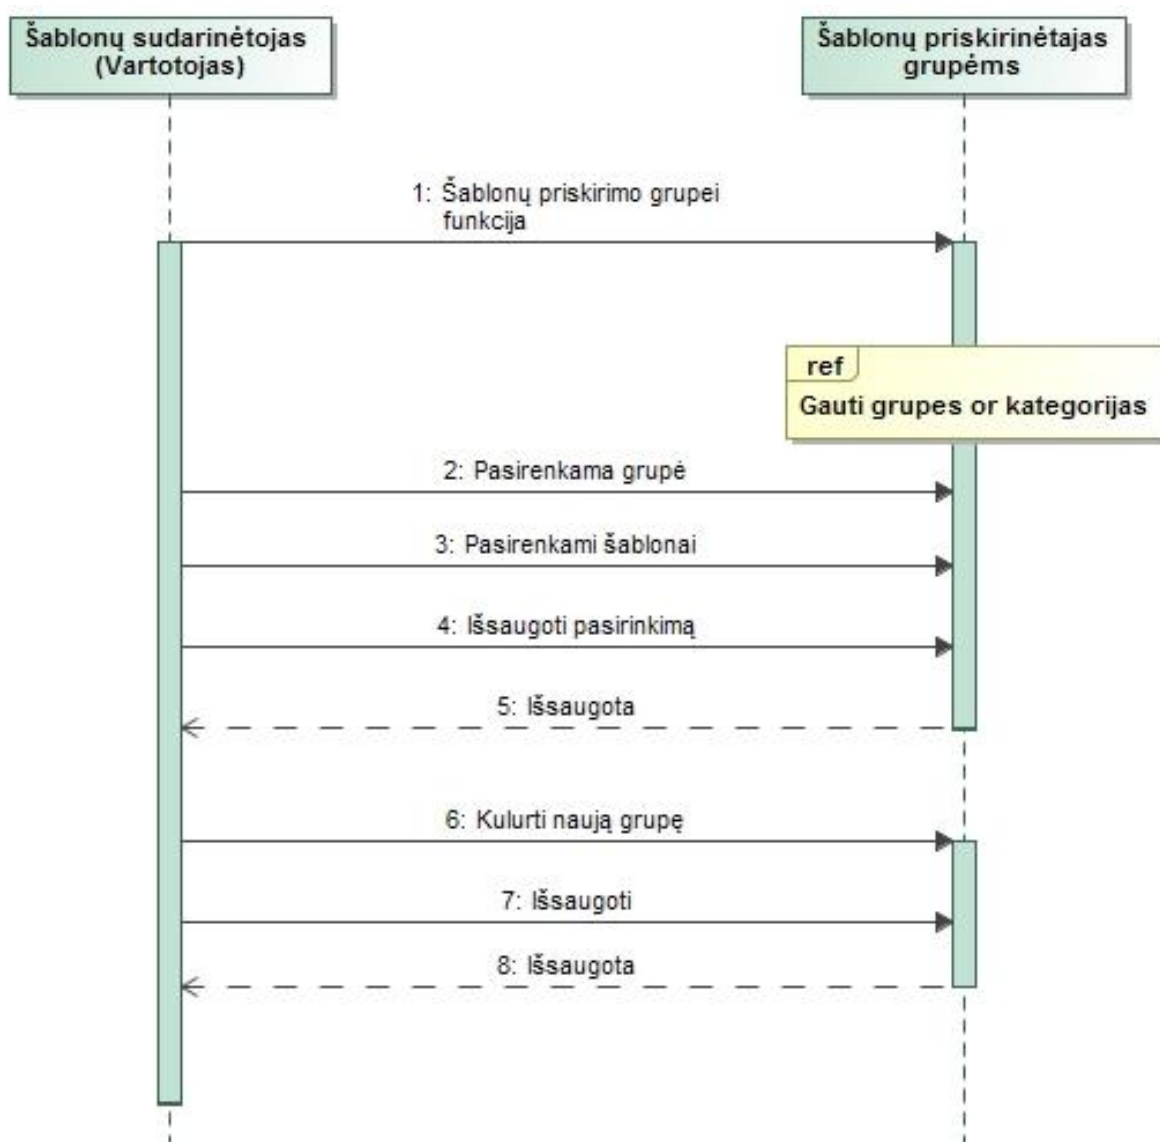 Šablonų sudarinėtojas
(Vartotojas)
Šablonų priskirinėtajas
grupėms
1: Šablonų priskirimo grupei
funkcija
ref
Gauti grupes or kategorijas
2: Pasirenkama grupė
3: Pasirenkami šablonai
4: Išsaugoti pasirinkimą
5: Išsaugota
6: Kulurti naują grupę
7: Išsaugoti
8: Išsaugota